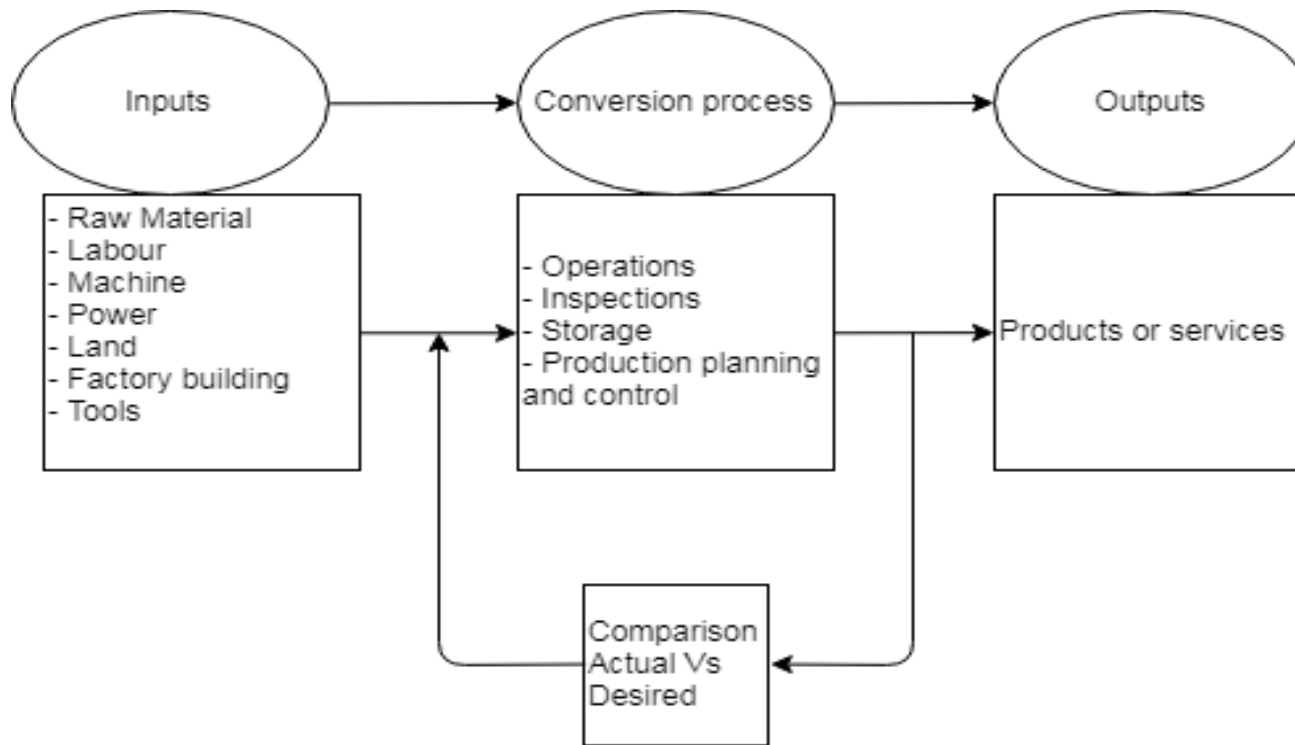 Inputs
Conversion process
Outputs
- Raw Material
- Labour
- Machine
- Power
- Land
- Factory building
- Tools
- Operations
- Inspections
- Storage
- Production planning
and control
Products or services
Comparison
Actual Vs
Desired